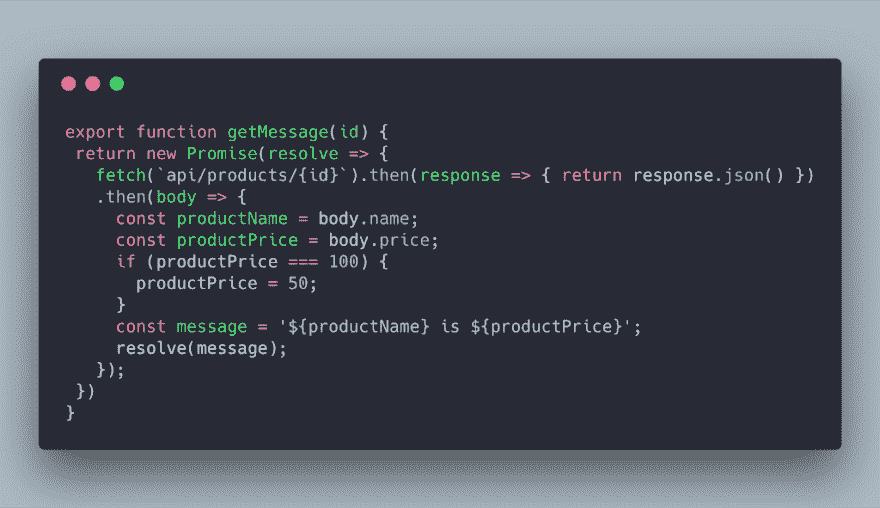 export function getMessage(id) {
 return new Promise(resolve => {
   fetch(`api/products/{id}`).then(response => { return response.json() })
   .then(body => {
     const productName = body.name;
     const productPrice = body.price;
     if (productPrice === 100) {
       productPrice = 50;
     }
     const message = '${productName} is ${productPrice}';
     resolve(message);
   });
 })
}